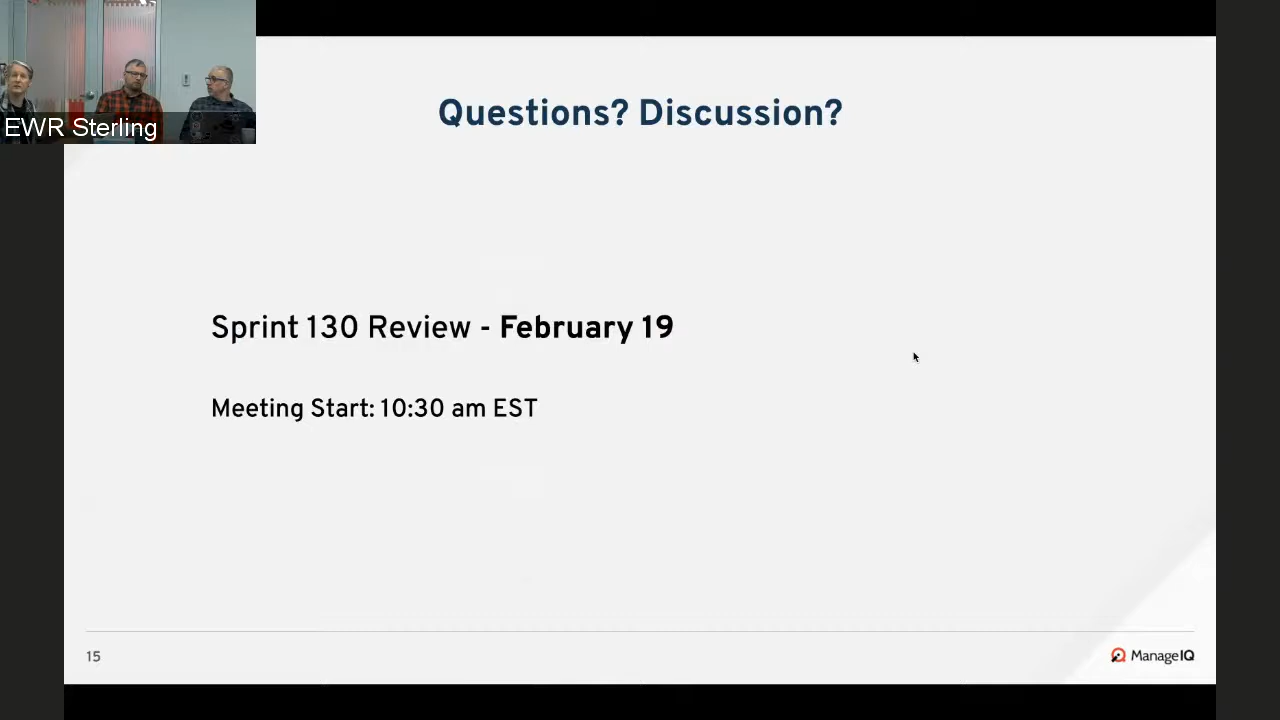 EWR Sterling
Questions? Discussion?
Sprint 130 Review - February 19
Meeting Start: 10:30 am EST
15
ManageIQ